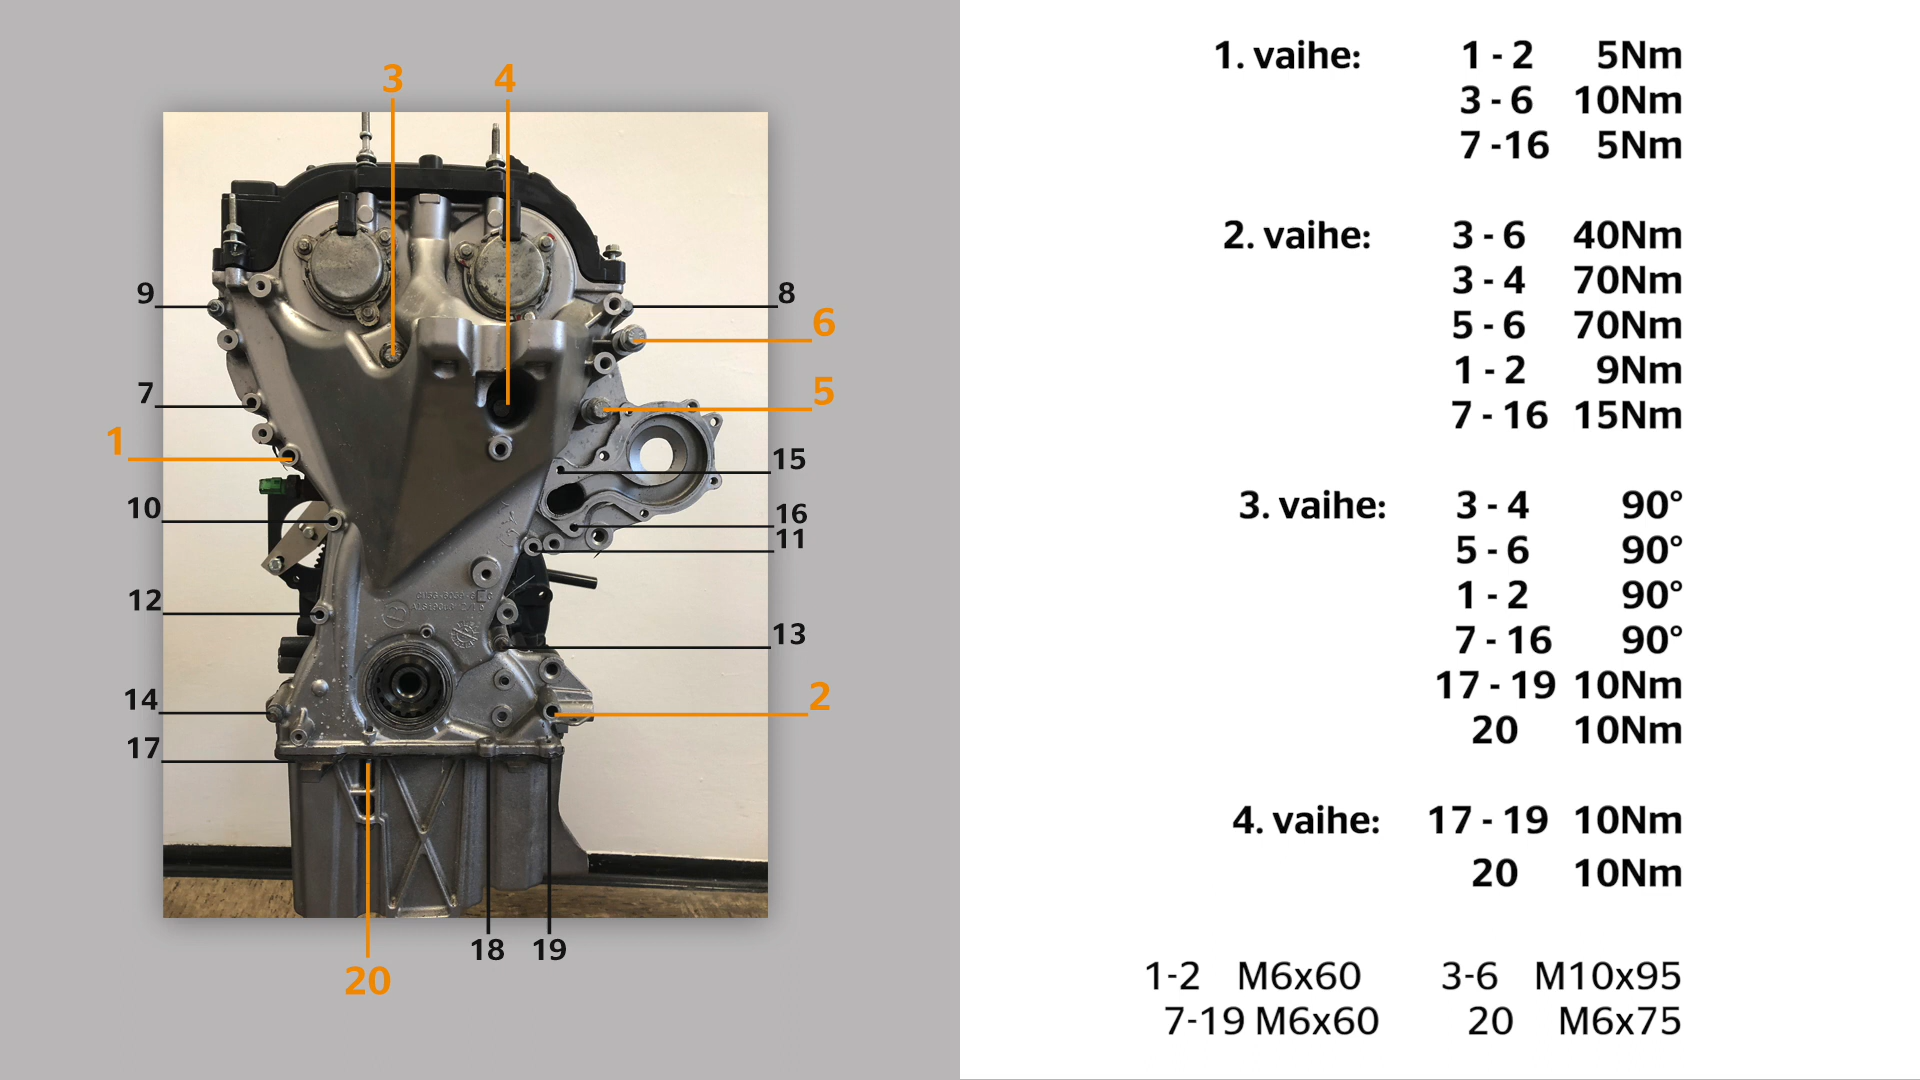 3 4
9 8
6
7 5
1
15
10 16
11
12
13
14 2
17
18 19
20
1. vaihe: 1 - 2 5Nm
3 - 6 10Nm
7 -16 5Nm
2. vaihe: 3 - 6 40Nm
3 - 4 70Nm
5 - 6 70Nm
1 - 2 9Nm
7 - 16 15Nm
3. vaihe: 3 - 4 90°
5 - 6 90°
1 - 2 90°
7 - 16 90°
17 - 19 10Nm
20 10Nm
4. vaihe: 17 - 19 10Nm
20 10Nm
1-2 M6x60 3-6 M10x95
7-19 M6x60 20 M6x75